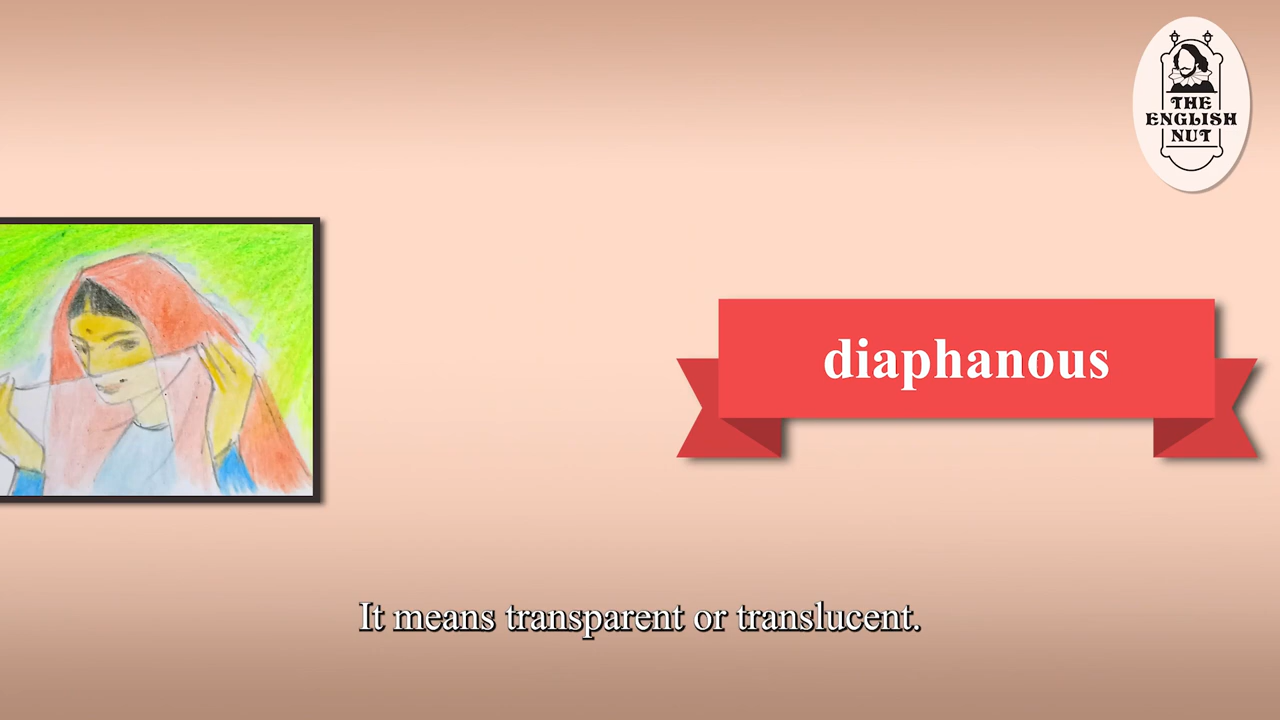 THE
ENGLISH
NUT
diaphanous
It means transparent or translucent.